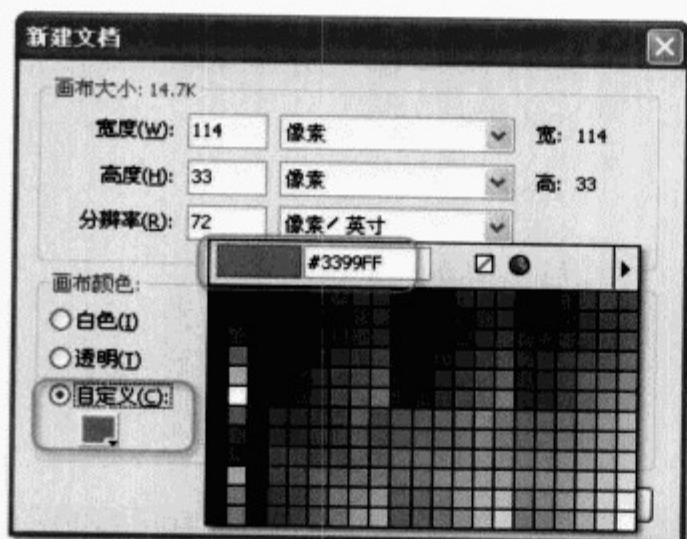 新建文档
画布大小: 14.7K
宽度(W): 114 像素 宽: 114
高度(H): 33 像素 高: 33
分辨率(R): 72 像素/英寸
#3399FF
画布颜色:
白色(I)
透明(T)
自定义(C):